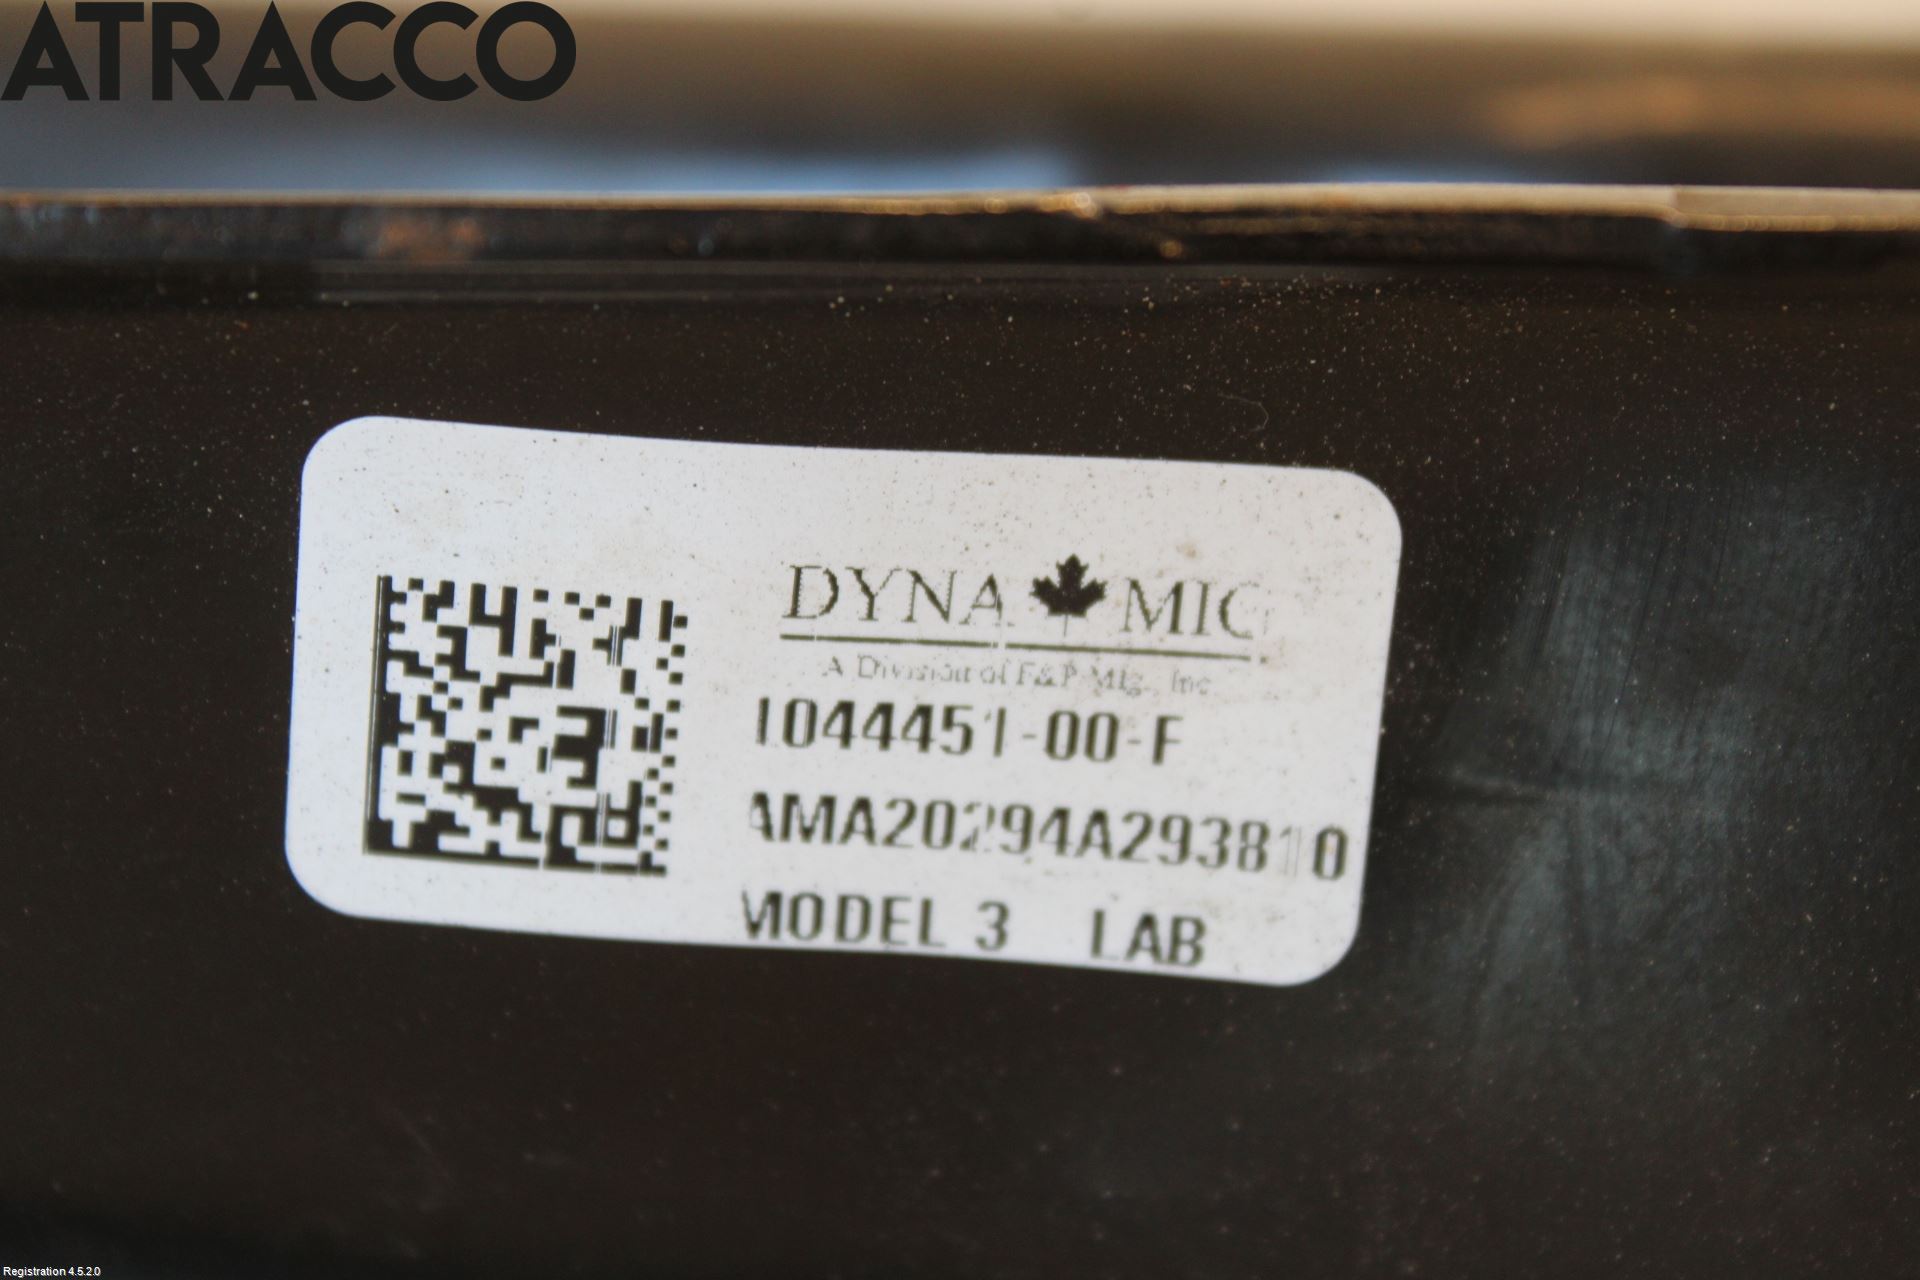 ATRACCO
DYNA MIC
A Division of F&P Mfg., Inc
1044451-00-F
AMA20294A293810
MODEL 3 LAB
Registration 4.5.2.0